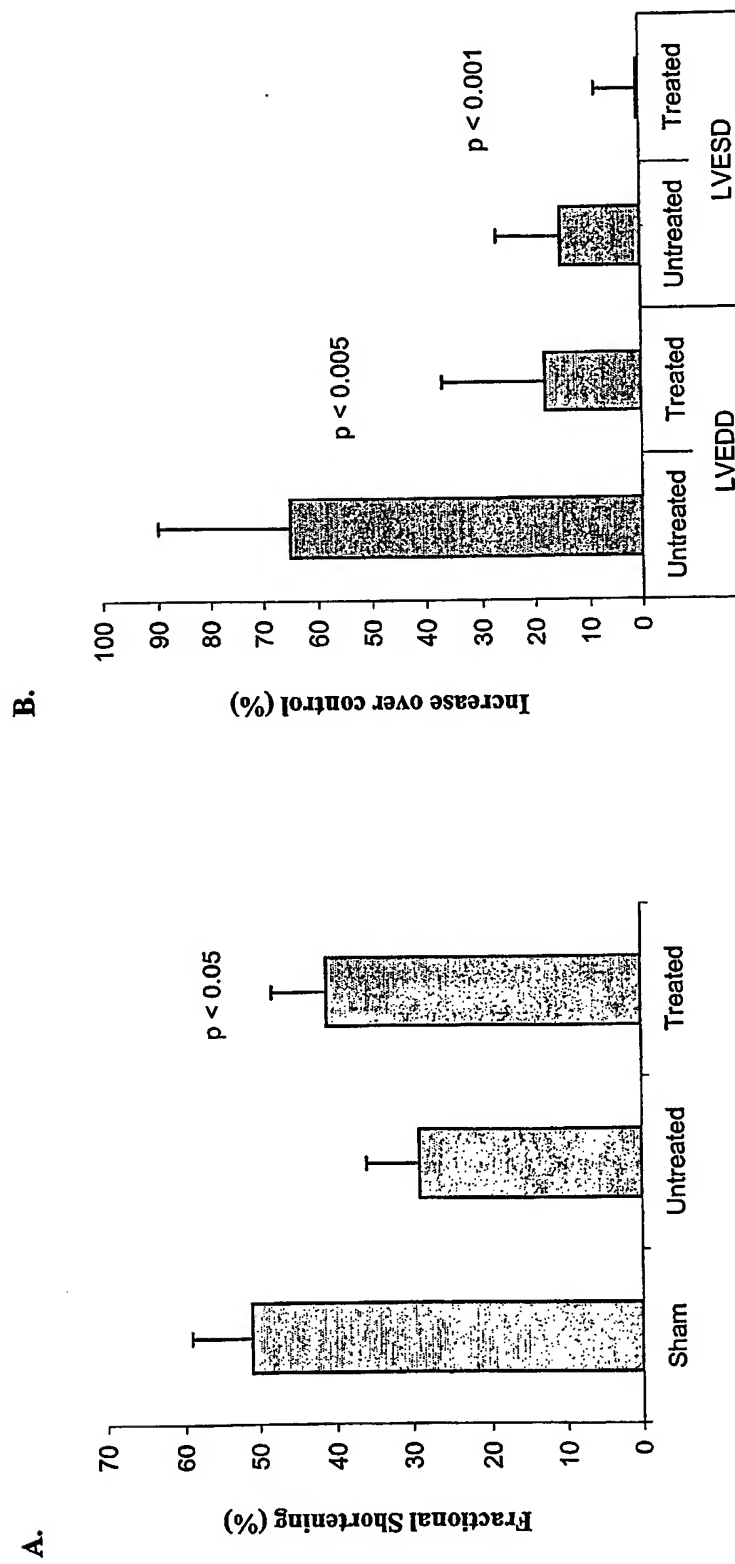 A.
Fractional Shortening (%)
70
60
50
40
30
20
10
0
Sham
Untreated
Treated
p < 0.05
B.
Increase over control (%)
100
90
80
70
60
50
40
30
20
10
0
Untreated
Treated
Untreated
Treated
LVEDD
LVESD
p < 0.005
p < 0.001